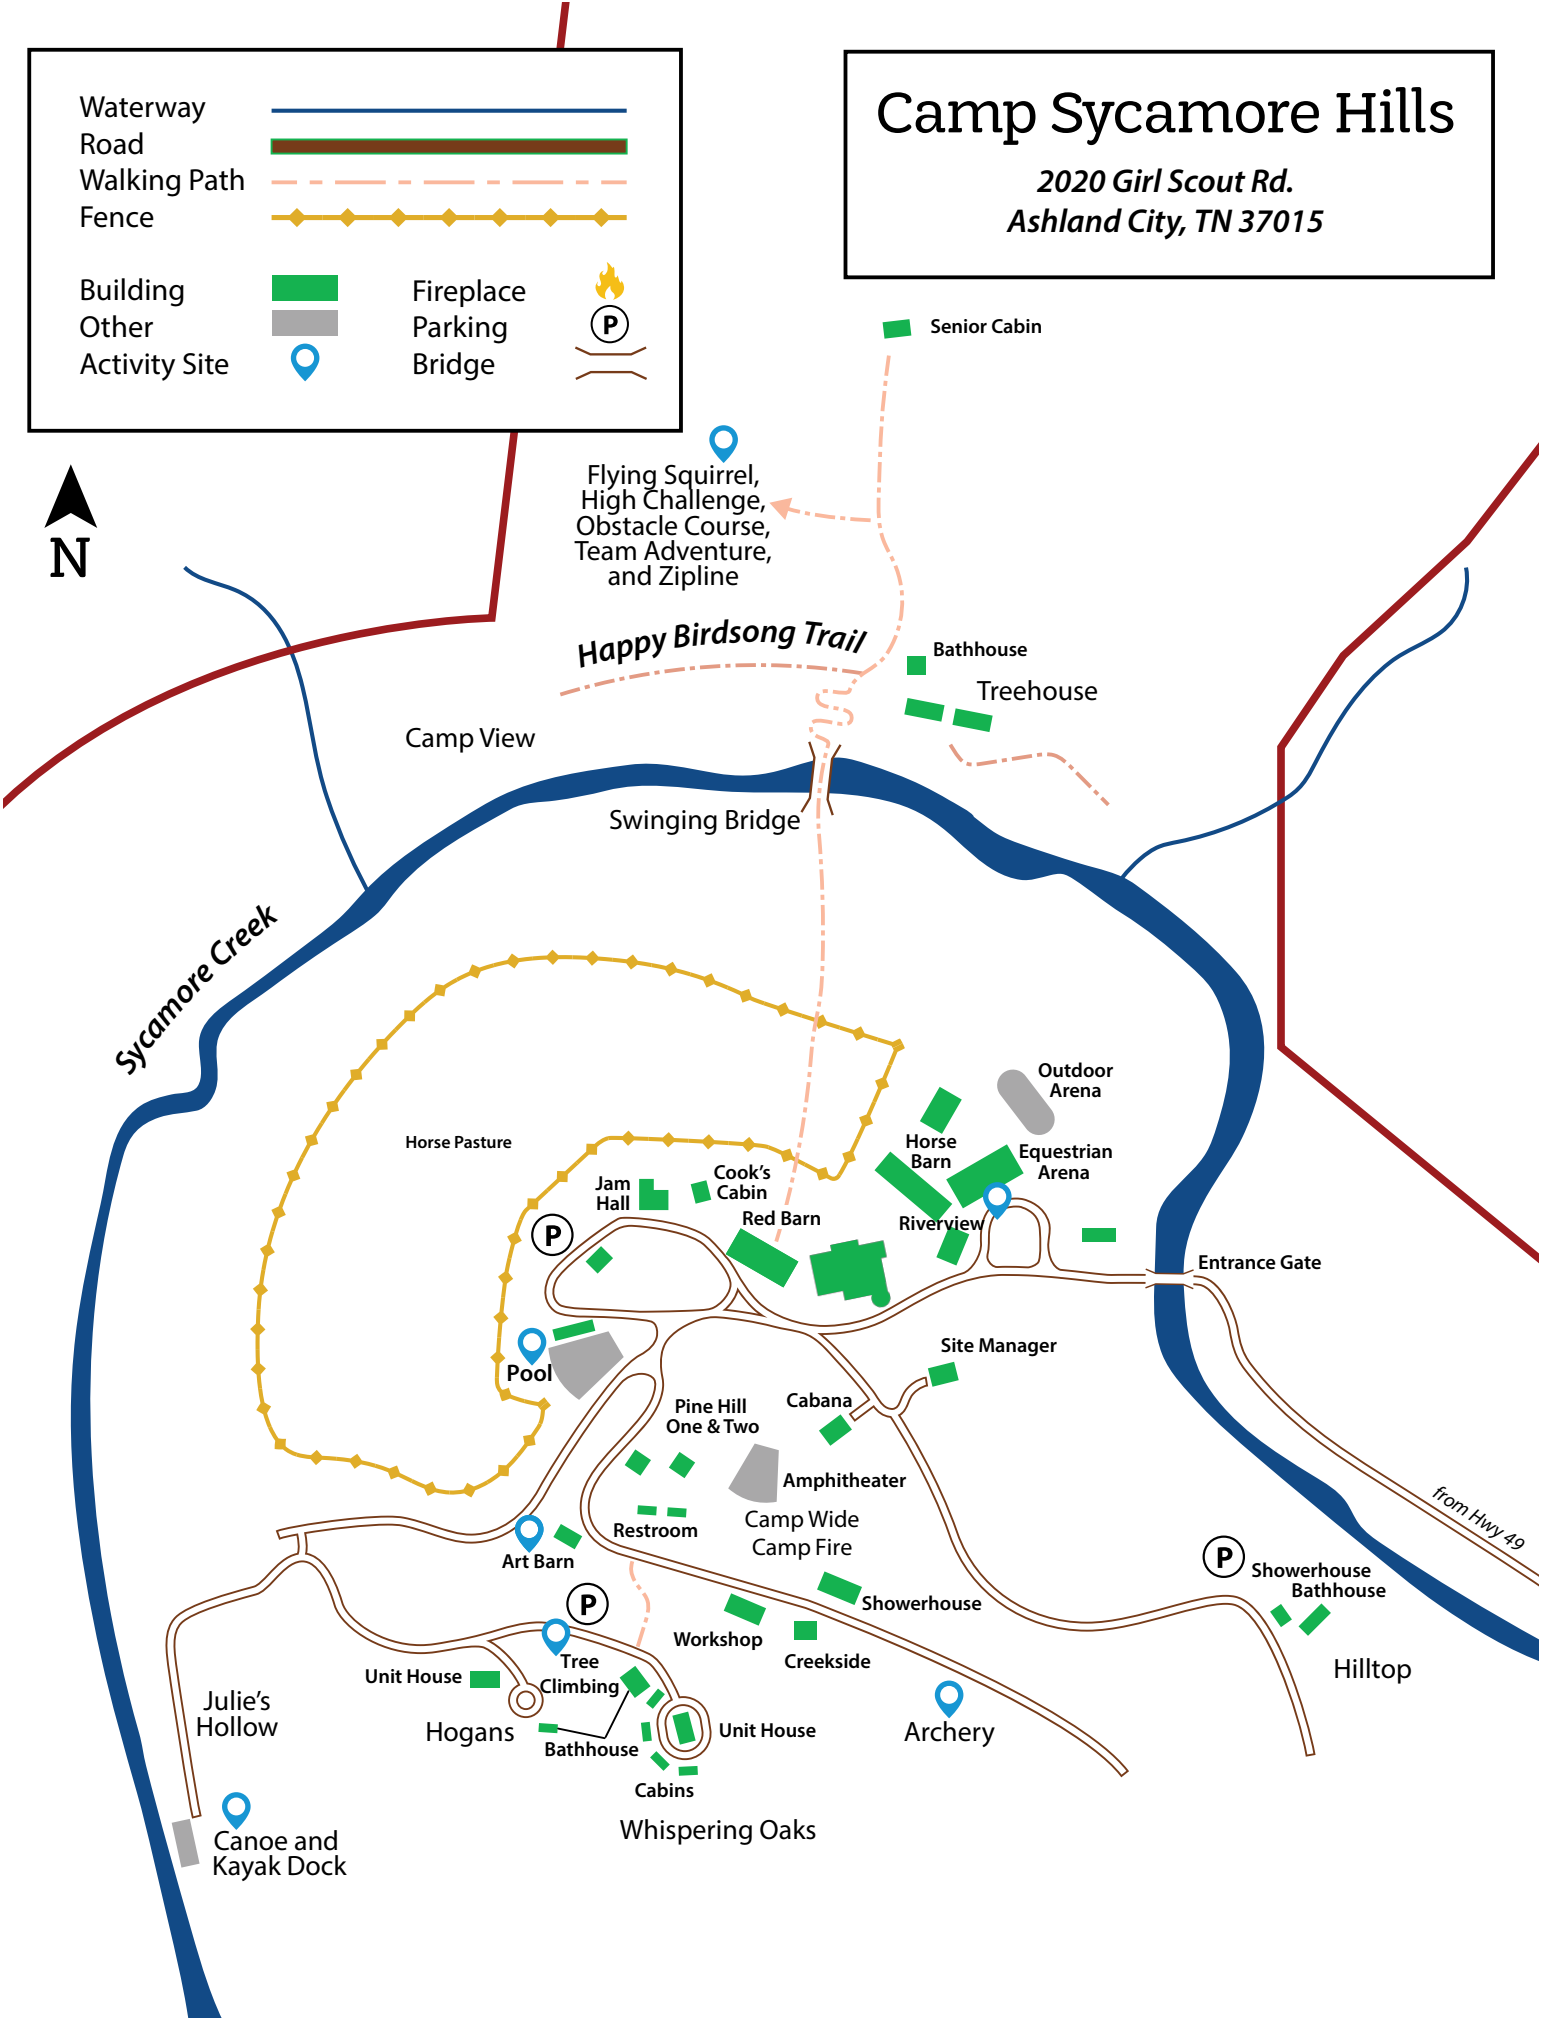 Waterway
Road
Walking Path
Fence
Building
Other
Activity Site
Fireplace
Parking
P
Bridge
Camp Sycamore Hills
2020 Girl Scout Rd.
Ashland City, TN 37015
N
Senior Cabin
Flying Squirrel,
High Challenge,
Obstacle Course,
Team Adventure,
and Zipline
Happy Birdsong Trail
Bathhouse
Treehouse
Camp View
Swinging Bridge
Sycamore Creek
Outdoor
Arena
Horse Pasture
Horse
Barn
Equestrian
Arena
Jam
Hall
Cook's
Cabin
Red Barn
Riverview
P
Entrance Gate
Pool
Site Manager
Cabana
Pine Hill
One & Two
Amphitheater
Camp Wide
Camp Fire
Restroom
Art Barn
from Hwy 49
P
Showerhouse
Bathhouse
Hilltop
P
Showerhouse
Workshop
Creekside
Tree
Climbing
Unit House
Julie's
Hollow
Hogans
Bathhouse
Unit House
Archery
Cabins
Whispering Oaks
Canoe and
Kayak Dock